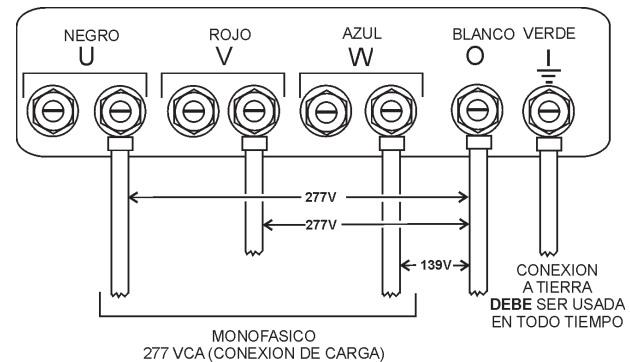 NEGRO
U
ROJO
V
AZUL
W
BLANCO
O
VERDE
I
277V
277V
139V
CONEXION
A TIERRA
DEBE SER USADA
EN TODO TIEMPO
MONOFASICO
277 VCA (CONEXION DE CARGA)